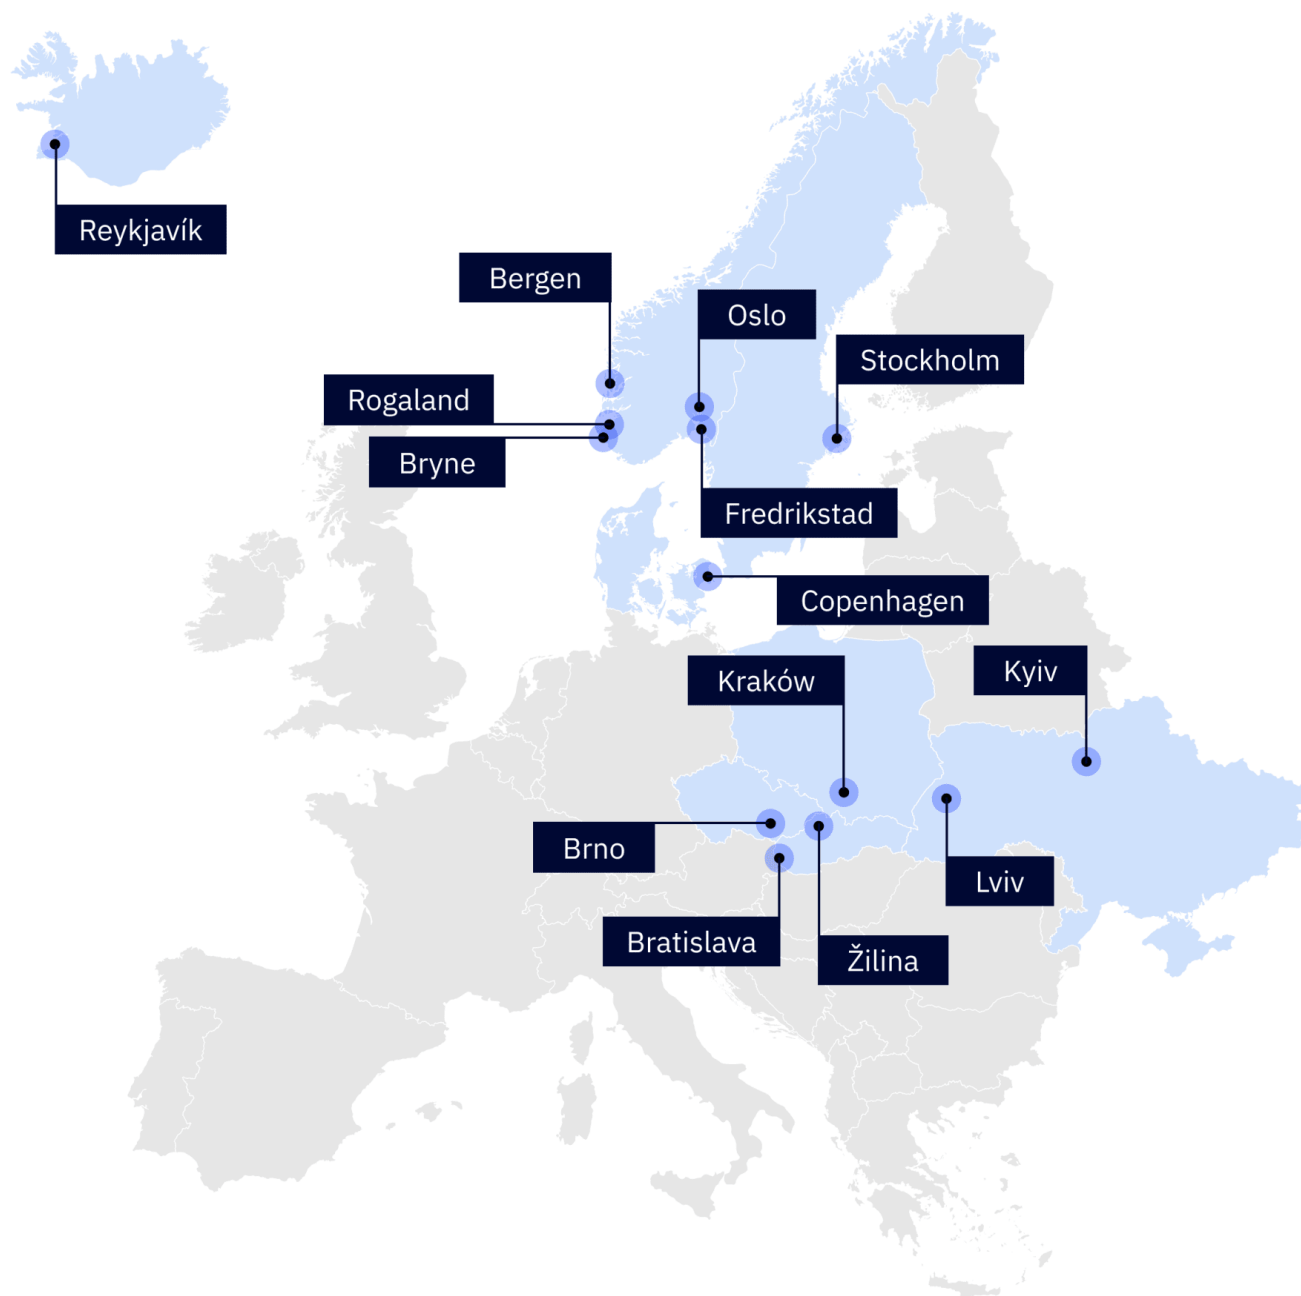 Reykjavík
Bergen
Oslo
Stockholm
Rogaland
Bryne
Fredrikstad
Copenhagen
Kraków
Kyiv
Brno
Lviv
Bratislava
Žilina